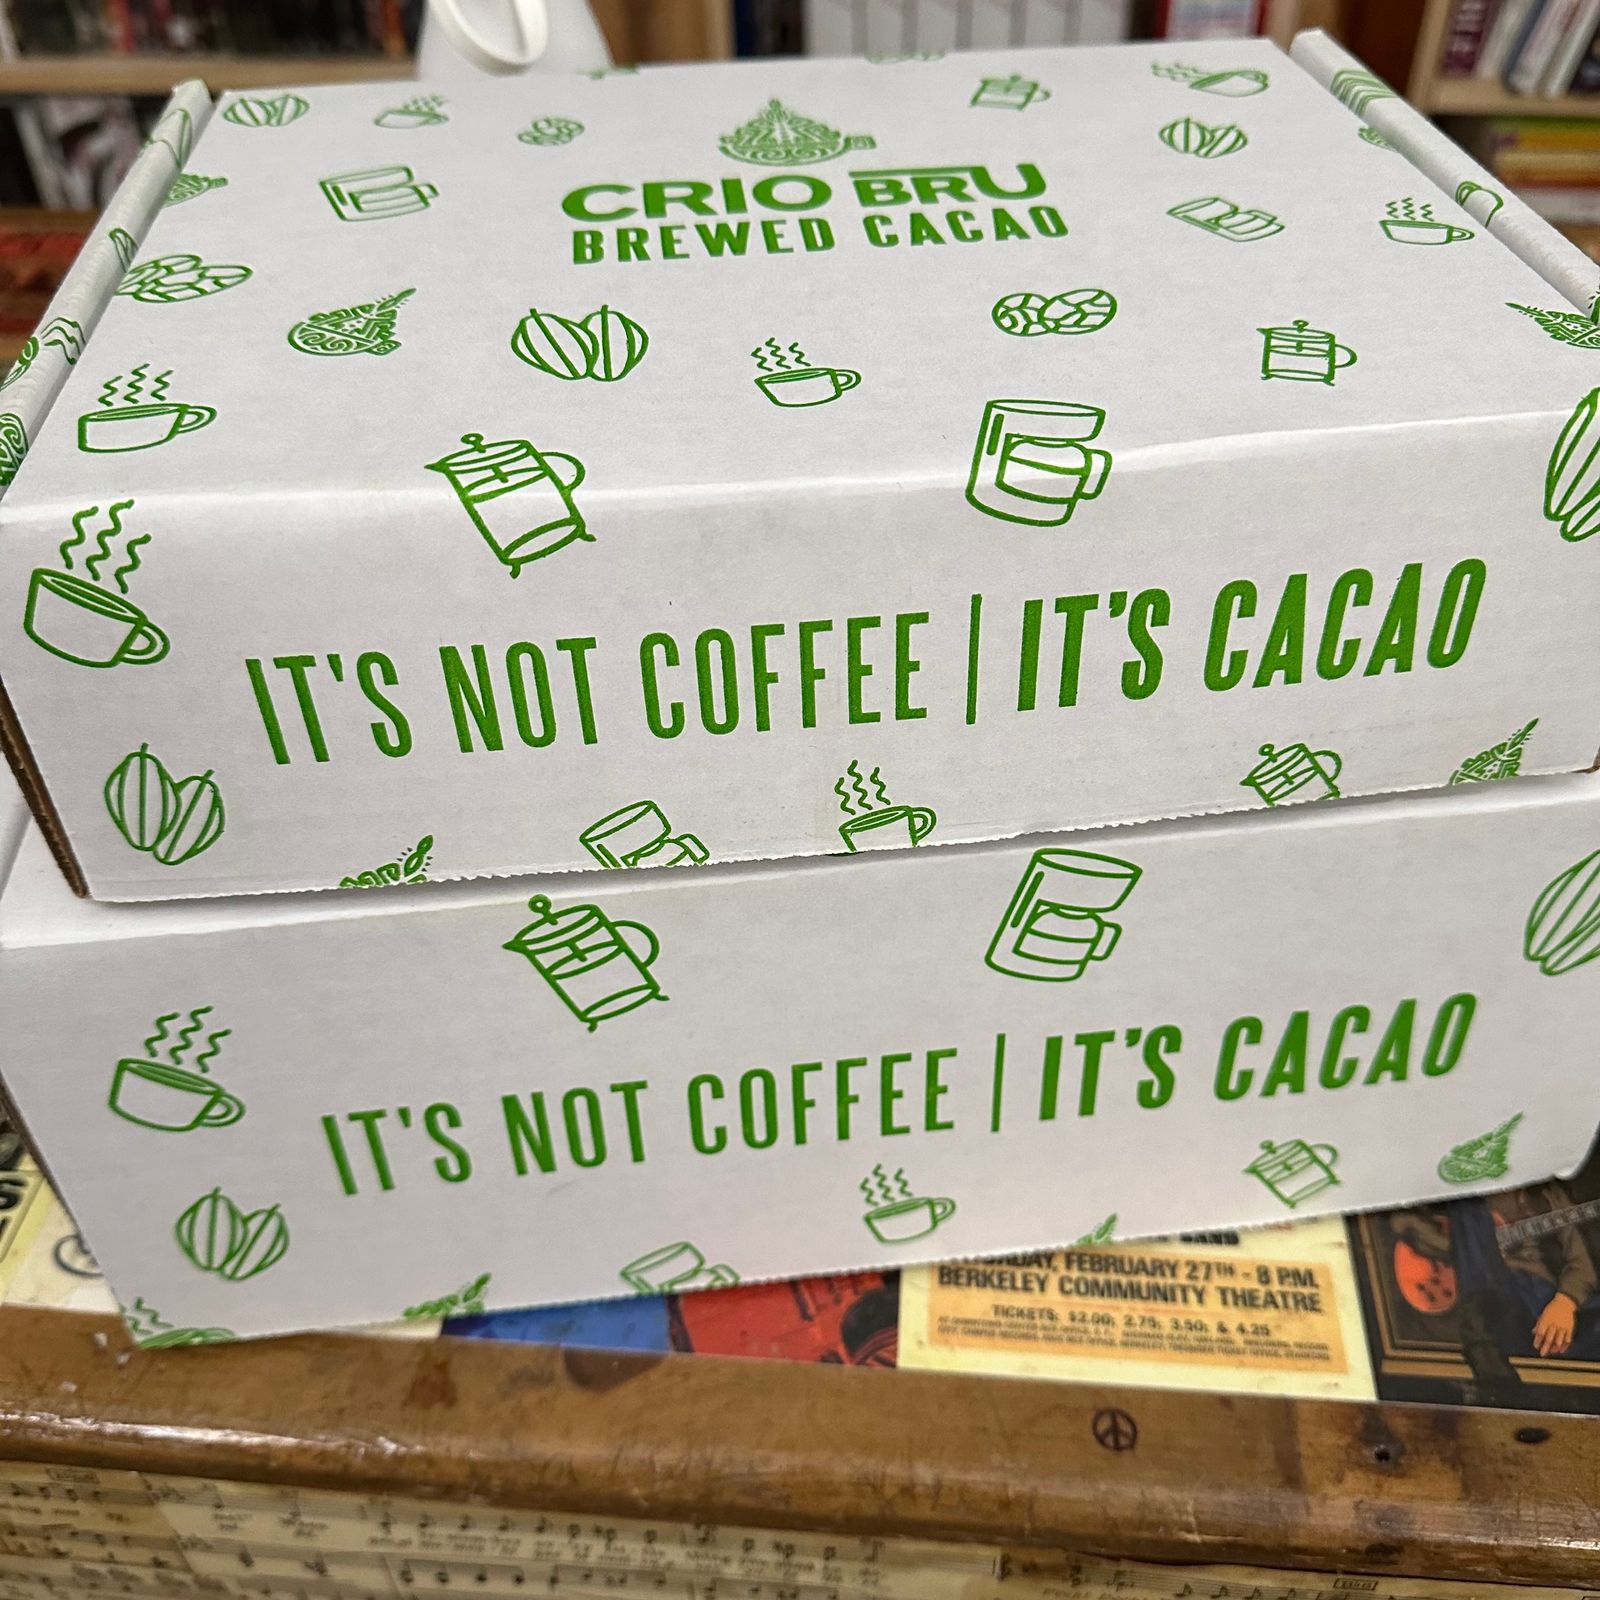 CRIO BRU
BREWED CACAO
IT'S NOT COFFEE | IT'S CACAO
IT'S NOT COFFEE | IT'S CACAO
BAND
FEBRUARY 27TH - 8 P.M.
BERKELEY COMMUNITY THEATRE
TICKETS: $2.00; 2.75; 3.50; & 4.25